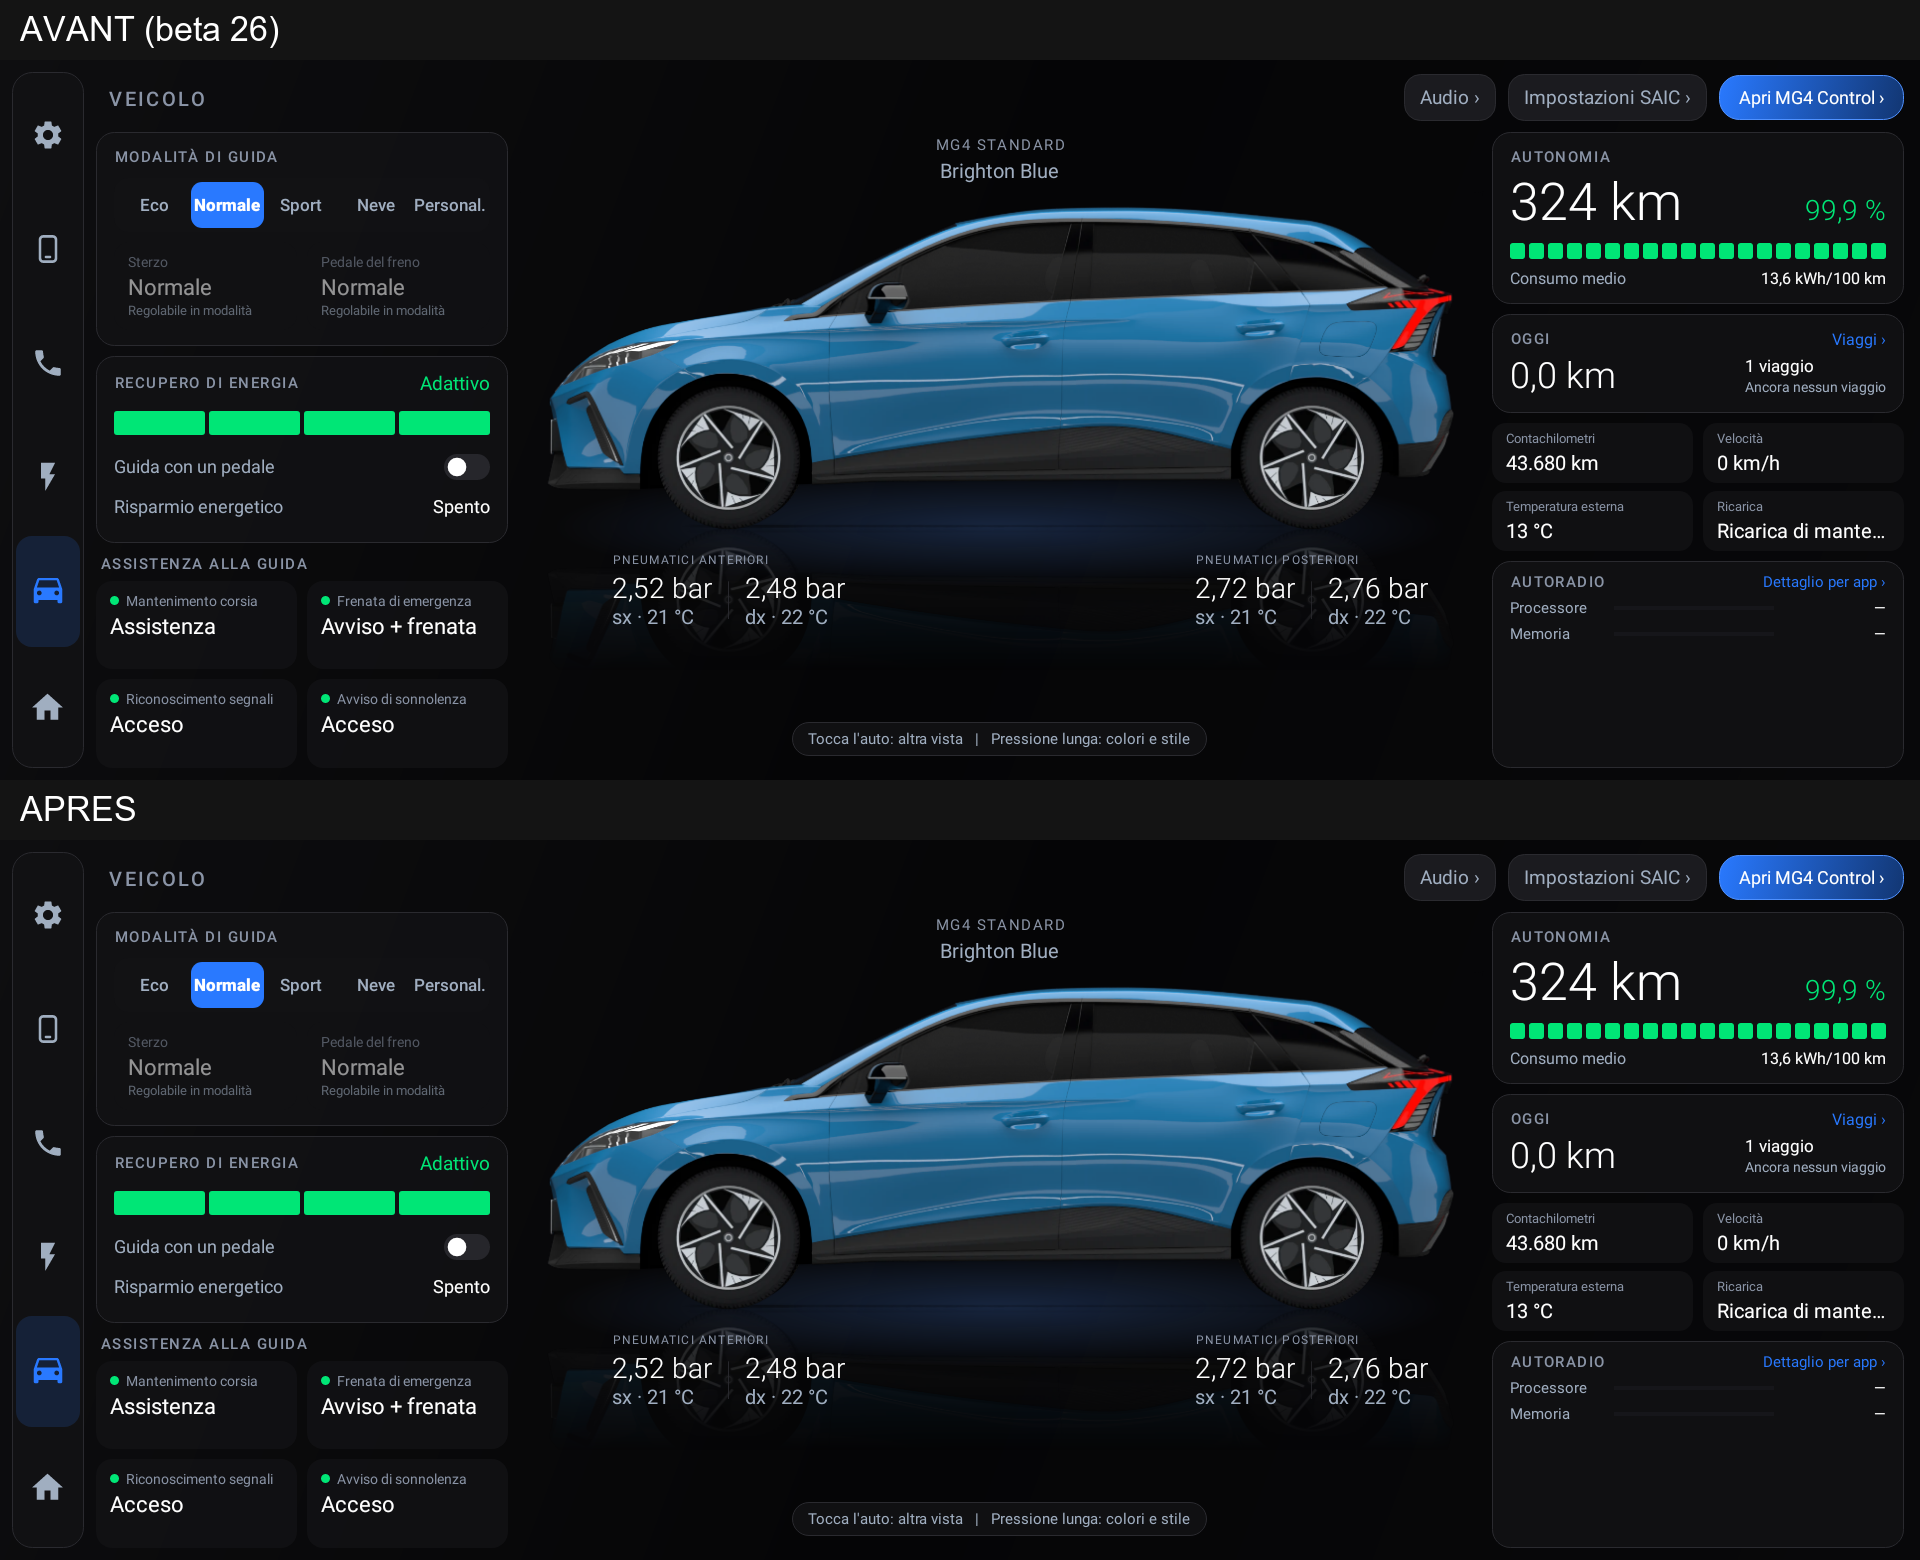 AVANT (beta 26)
VEICOLO
Audio ›
Impostazioni SAIC ›
Apri MG4 Control ›
MODALITÀ DI GUIDA
Eco Normale Sport Neve Personal.
Sterzo Pedale del freno
Normale Normale
Regolabile in modalità Regolabile in modalità
RECUPERO DI ENERGIA Adattivo
Guida con un pedale
Risparmio energetico Spento
ASSISTENZA ALLA GUIDA
Mantenimento corsia Frenata di emergenza
Assistenza Avviso + frenata
Riconoscimento segnali Avviso di sonnolenza
Acceso Acceso
MG4 STANDARD
Brighton Blue
PNEUMATICI ANTERIORI PNEUMATICI POSTERIORI
2,52 bar 2,48 bar 2,72 bar 2,76 bar
sx · 21 °C dx · 22 °C sx · 21 °C dx · 22 °C
Tocca l'auto: altra vista | Pressione lunga: colori e stile
AUTONOMIA
324 km 99,9 %
Consumo medio 13,6 kWh/100 km
OGGI Viaggi ›
0,0 km 1 viaggio
Ancora nessun viaggio
Contachilometri Velocità
43.680 km 0 km/h
Temperatura esterna Ricarica
13 °C Ricarica di mante...
AUTORADIO Dettaglio per app ›
Processore –
Memoria –
APRES
VEICOLO
Audio ›
Impostazioni SAIC ›
Apri MG4 Control ›
MODALITÀ DI GUIDA
Eco Normale Sport Neve Personal.
Sterzo Pedale del freno
Normale Normale
Regolabile in modalità Regolabile in modalità
RECUPERO DI ENERGIA Adattivo
Guida con un pedale
Risparmio energetico Spento
ASSISTENZA ALLA GUIDA
Mantenimento corsia Frenata di emergenza
Assistenza Avviso + frenata
Riconoscimento segnali Avviso di sonnolenza
Acceso Acceso
MG4 STANDARD
Brighton Blue
PNEUMATICI ANTERIORI PNEUMATICI POSTERIORI
2,52 bar 2,48 bar 2,72 bar 2,76 bar
sx · 21 °C dx · 22 °C sx · 21 °C dx · 22 °C
Tocca l'auto: altra vista | Pressione lunga: colori e stile
AUTONOMIA
324 km 99,9 %
Consumo medio 13,6 kWh/100 km
OGGI Viaggi ›
0,0 km 1 viaggio
Ancora nessun viaggio
Contachilometri Velocità
43.680 km 0 km/h
Temperatura esterna Ricarica
13 °C Ricarica di mante...
AUTORADIO Dettaglio per app ›
Processore –
Memoria –